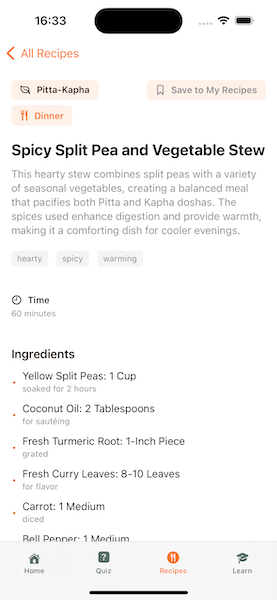 16:33
All Recipes
Pitta-Kapha
Save to My Recipes
Dinner
Spicy Split Pea and Vegetable Stew
This hearty stew combines split peas with a variety
of seasonal vegetables, creating a balanced meal
that pacifies both Pitta and Kapha doshas. The
spices used enhance digestion and provide warmth,
making it a comforting dish for cooler evenings.
hearty
spicy
warming
Time
60 minutes
Ingredients
Yellow Split Peas: 1 Cup
soaked for 2 hours
Coconut Oil: 2 Tablespoons
for sautéing
Fresh Turmeric Root: 1-Inch Piece
grated
Fresh Curry Leaves: 8-10 Leaves
for flavor
Carrot: 1 Medium
diced
Bell Pepper: 1 Medium
Home
Quiz
Recipes
Learn